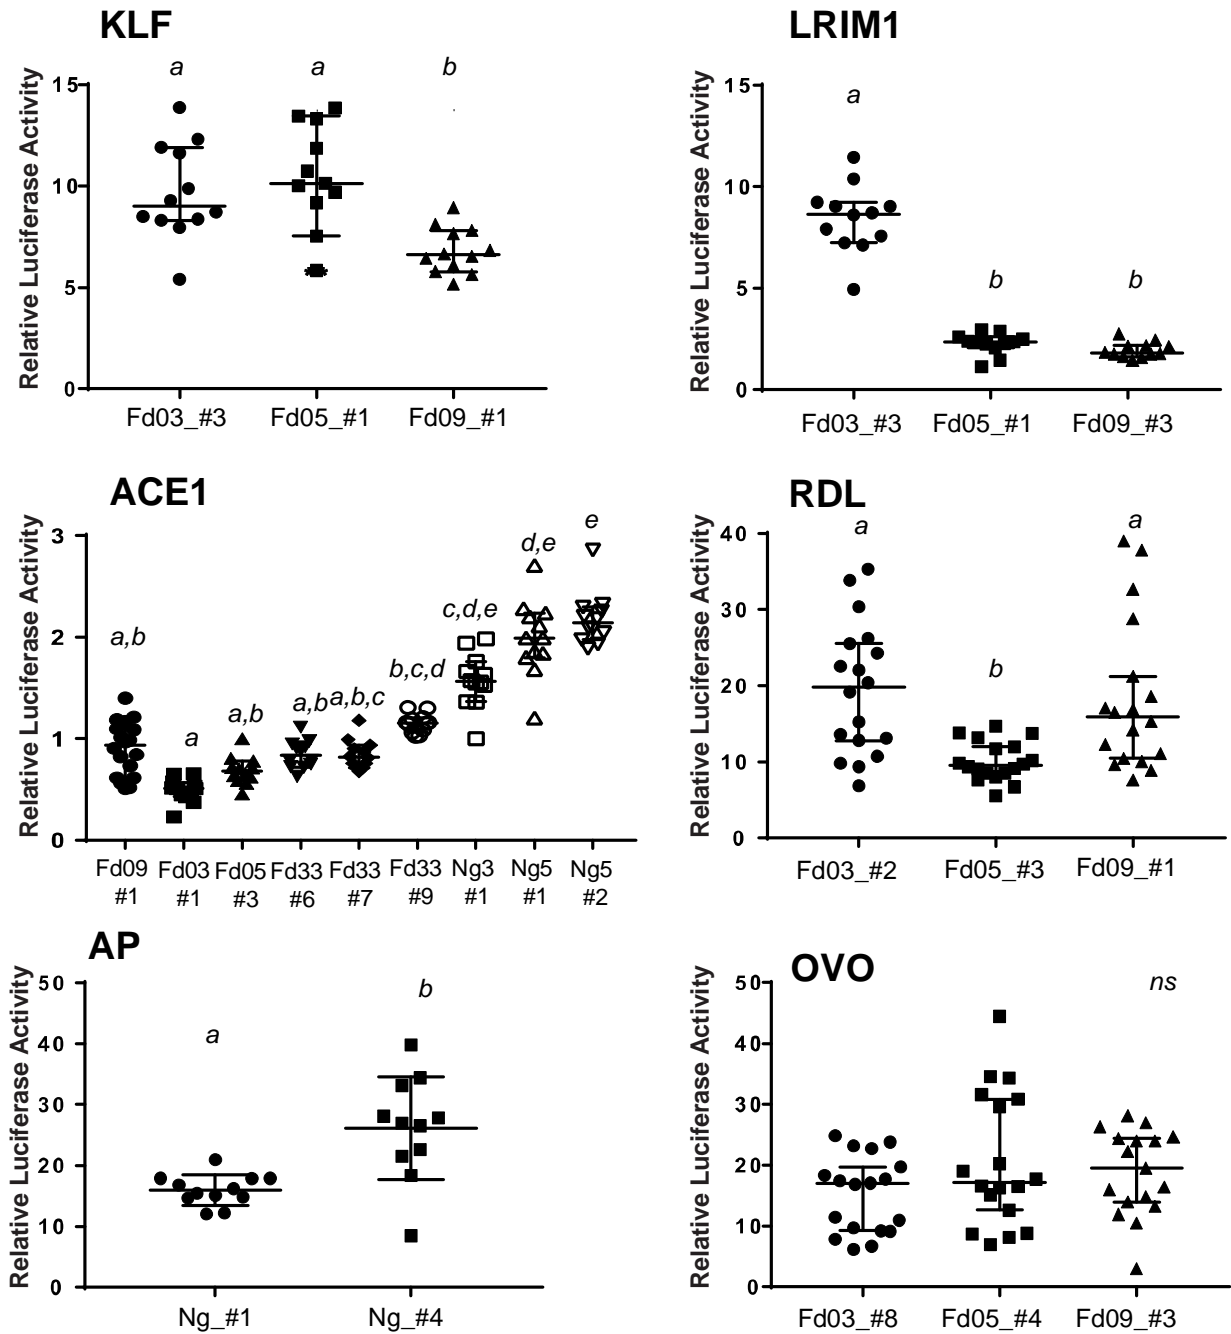 KLF
a a b
Relative Luciferase Activity
15
10
5
0
Fd03_#3 Fd05_#1 Fd09_#1
LRIM1
a
b b
Relative Luciferase Activity
15
10
5
0
Fd03_#3 Fd05_#1 Fd09_#3
ACE1
a,b a a,b a,b a,b,c b,c,d c,d,e d,e e
Relative Luciferase Activity
3
2
1
0
Fd09 Fd03 Fd05 Fd33 Fd33 Fd33 Ng3 Ng5 Ng5
#1 #1 #3 #6 #7 #9 #1 #1 #2
RDL
a b a
Relative Luciferase Activity
40
30
20
10
0
Fd03_#2 Fd05_#3 Fd09_#1
AP
a b
Relative Luciferase Activity
50
40
30
20
10
0
Ng_#1 Ng_#4
OVO
ns
Relative Luciferase Activity
50
40
30
20
10
0
Fd03_#8 Fd05_#4 Fd09_#3